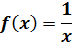 f(x) = 1/x